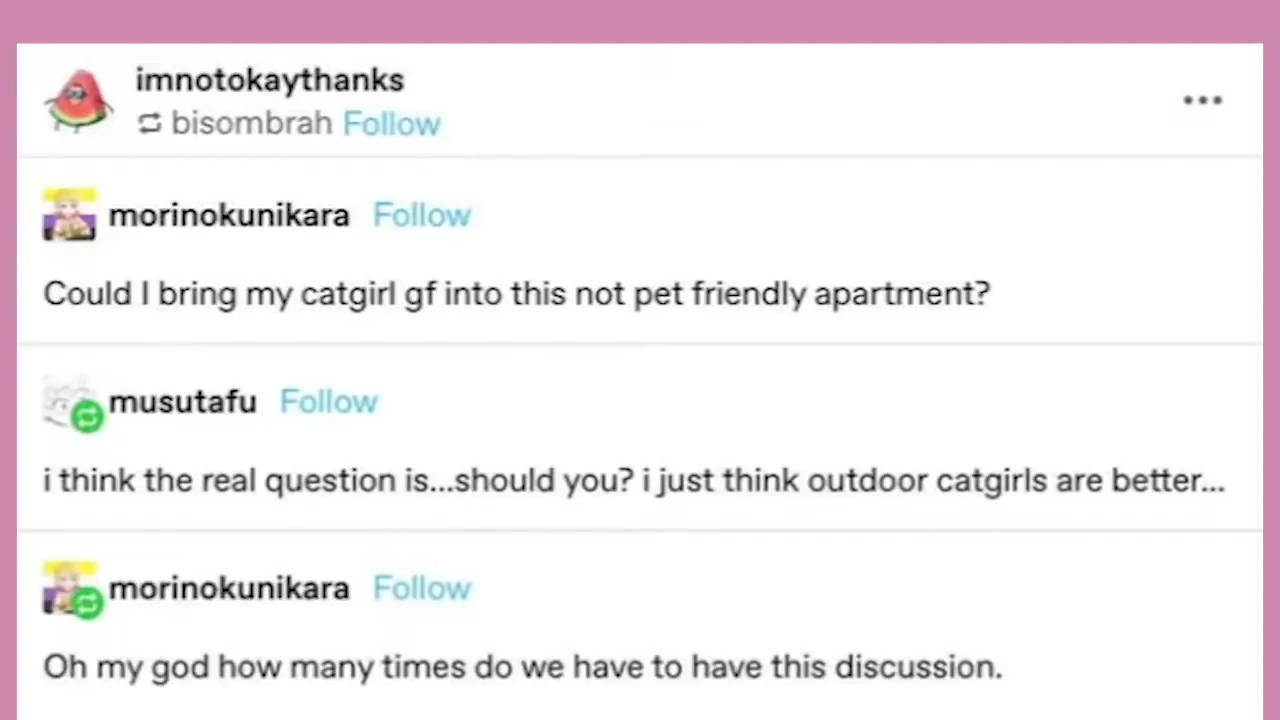 imnotokaythanks
bisombrah Follow
morinokunikara Follow
Could I bring my catgirl gf into this not pet friendly apartment?
musutafu Follow
i think the real question is...should you? i just think outdoor catgirls are better...
morinokunikara Follow
Oh my god how many times do we have to have this discussion.